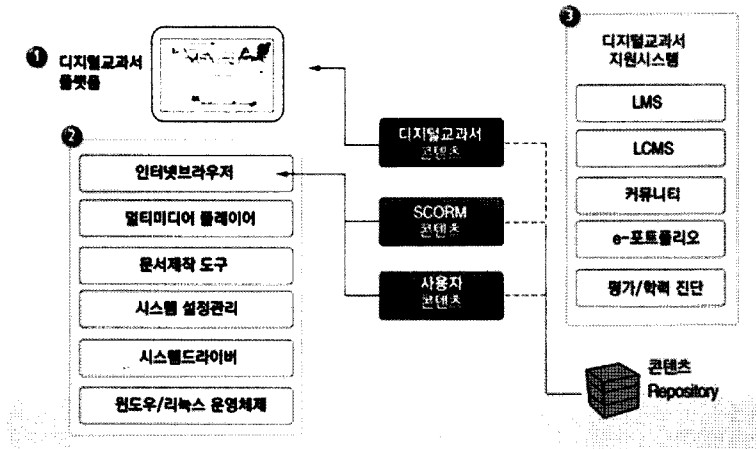 1 디지털교과서
플랫폼
2
인터넷브라우저
멀티미디어 플레이어
문서제작 도구
시스템 설정관리
시스템드라이버
윈도우/리눅스 운영체제
디지털교과서
콘텐츠
SCORM
콘텐츠
사용자
콘텐츠
3
디지털교과서
지원시스템
LMS
LCMS
커뮤니티
e-포트폴리오
평가/학력 진단
콘텐츠
Repository